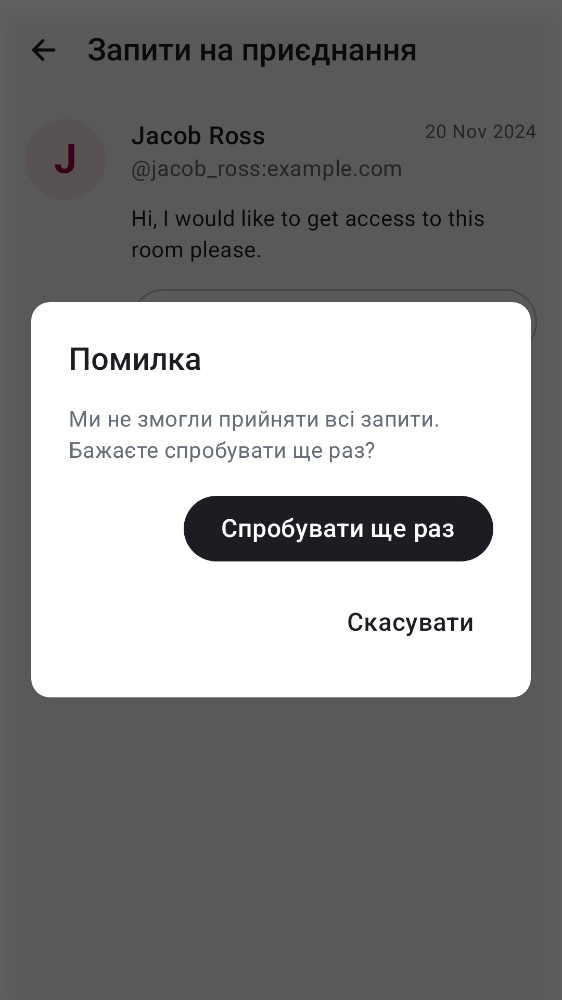 Запити на приєднання
J
Jacob Ross
20 Nov 2024
@jacob_ross:example.com
Hi, I would like to get access to this
room please.
Помилка
Ми не змогли прийняти всі запити.
Бажаєте спробувати ще раз?
Спробувати ще раз
Скасувати